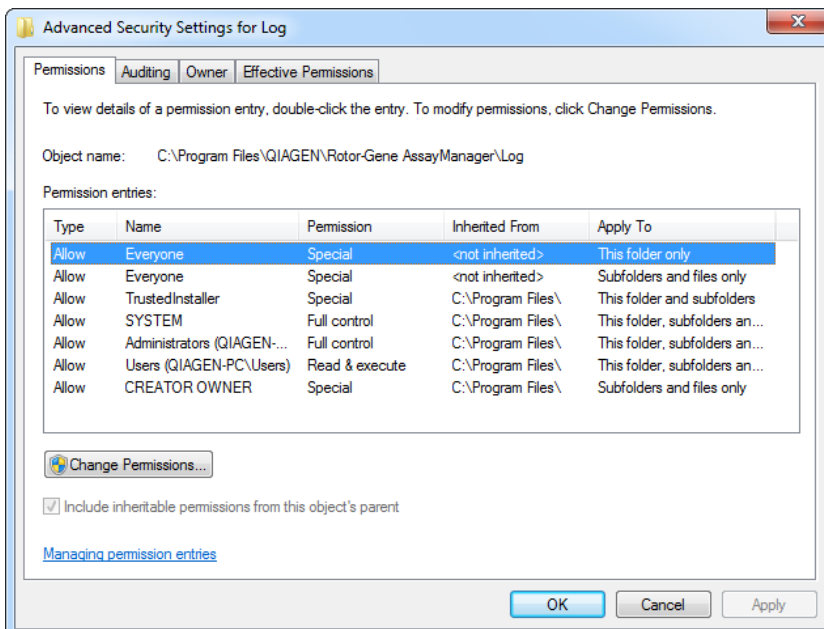 Advanced Security Settings for Log
Permissions Auditing Owner Effective Permissions
To view details of a permission entry, double-click the entry. To modify permissions, click Change Permissions.
Object name: C:\Program Files\QIAGEN\Rotor-Gene AssayManager\Log
Permission entries:
Type Name Permission Inherited From Apply To
Allow Everyone Special <not inherited> This folder only
Allow Everyone Special <not inherited> Subfolders and files only
Allow TrustedInstaller Special C:\Program Files\ This folder and subfolders
Allow SYSTEM Full control C:\Program Files\ This folder, subfolders an...
Allow Administrators (QIAGEN-... Full control C:\Program Files\ This folder, subfolders an...
Allow Users (QIAGEN-PC\Users) Read & execute C:\Program Files\ This folder, subfolders an...
Allow CREATOR OWNER Special C:\Program Files\ Subfolders and files only
Change Permissions...
Include inheritable permissions from this object's parent
Managing permission entries
OK Cancel Apply